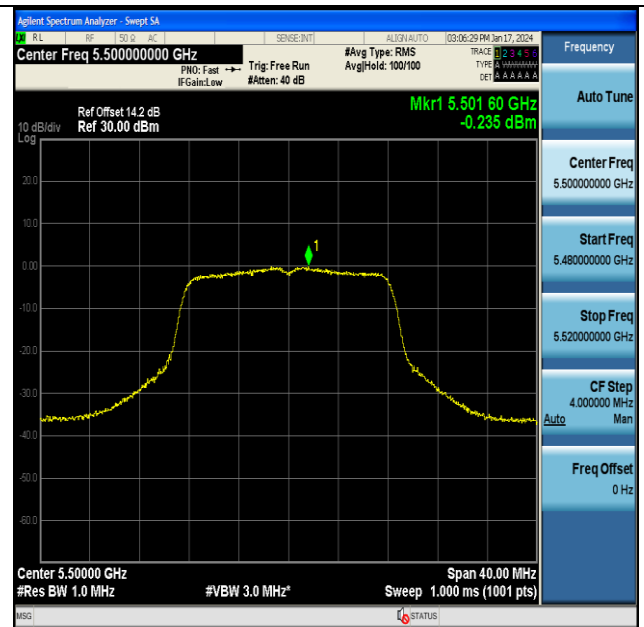 Agilent Spectrum Analyzer - Swept SA
LXI RL RF 50 Ω AC SENSE:INT ALIGN AUTO 03:06:29 PM Jan 17, 2024
Center Freq 5.500000000 GHz #Avg Type: RMS TRACE 1 2 3 4 5 6
PNO: Fast Trig: Free Run Avg|Hold: 100/100 TYPE A
IFGain:Low #Atten: 40 dB DET A A A A A A
Mkr1 5.501 60 GHz
Ref Offset 14.2 dB
10 dB/div Ref 30.00 dBm -0.235 dBm
Log
20.0
10.0
1
0.00
-10.0
-20.0
-30.0
-40.0
-50.0
-60.0
Center 5.50000 GHz Span 40.00 MHz
#Res BW 1.0 MHz #VBW 3.0 MHz* Sweep 1.000 ms (1001 pts)
MSG STATUS
Frequency
Auto Tune
Center Freq
5.500000000 GHz
Start Freq
5.480000000 GHz
Stop Freq
5.520000000 GHz
CF Step
4.000000 MHz
Auto Man
Freq Offset
0 Hz